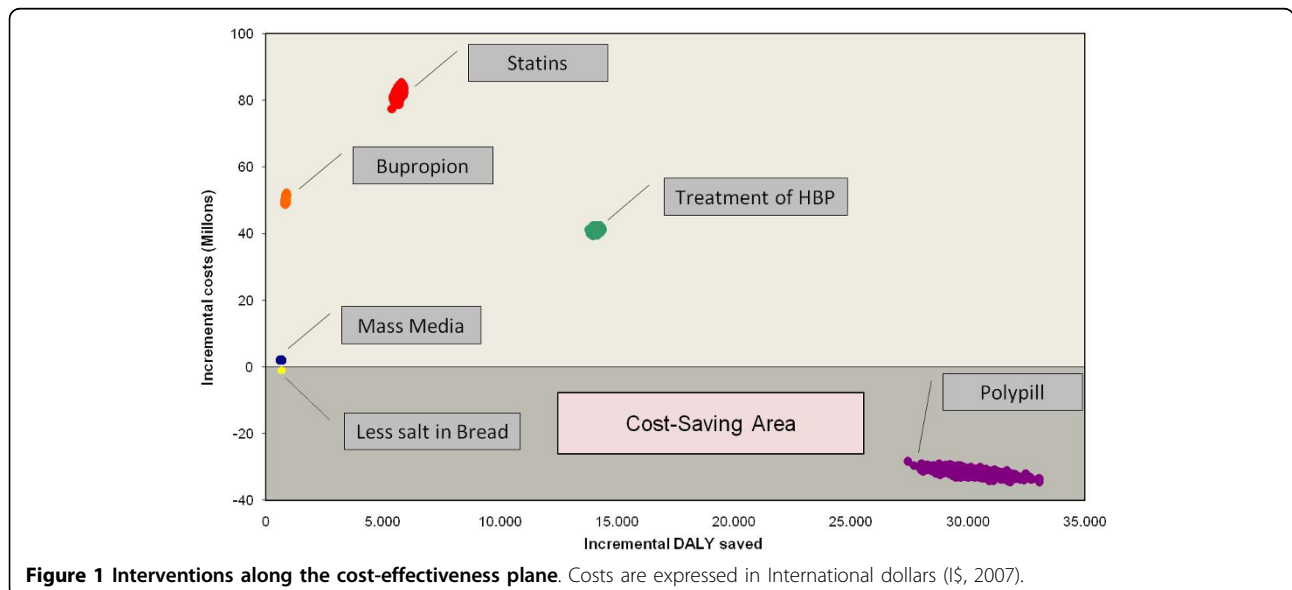 100
80
60
40
20
0
-20
-40
Incremental costs (Millons)
Statins
Bupropion
Treatment of HBP
Mass Media
Less salt in Bread
Cost-Saving Area
Polypill
0 5.000 10.000 15.000 20.000 25.000 30.000 35.000
Incremental DALY saved
Figure 1 Interventions along the cost-effectiveness plane. Costs are expressed in International dollars (I$, 2007).